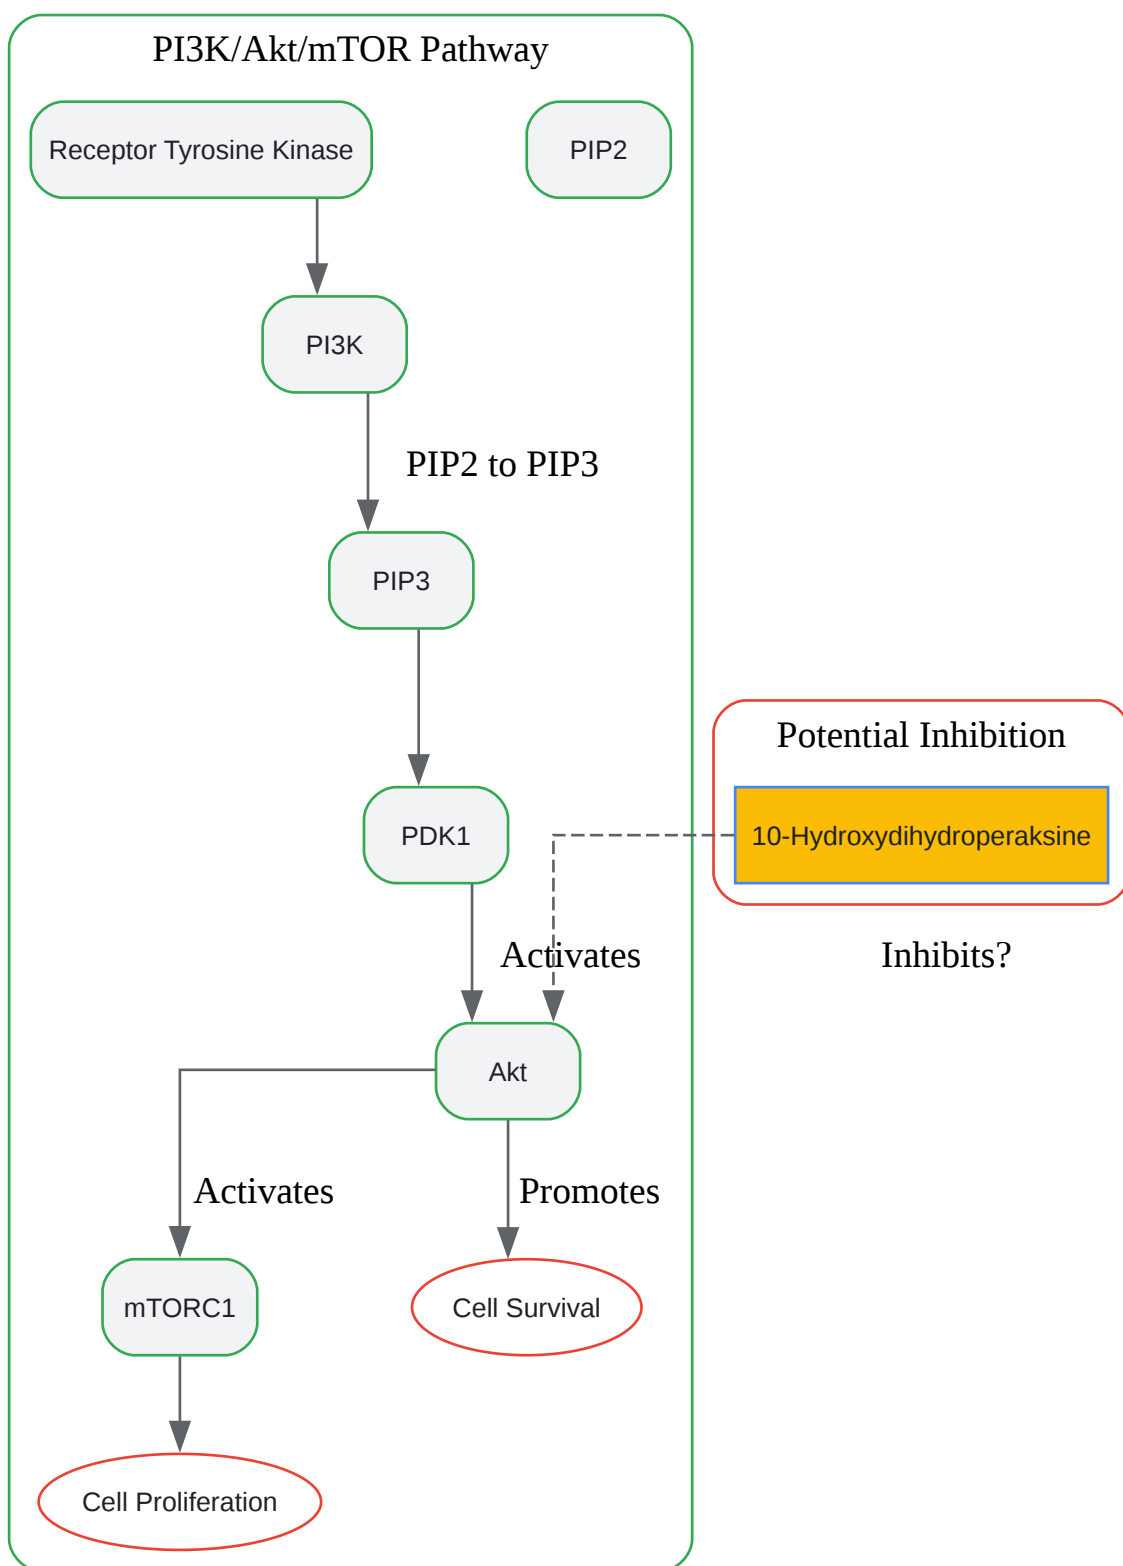 PI3K/Akt/mTOR Pathway
Receptor Tyrosine Kinase
PIP2
PI3K
PIP2 to PIP3
PIP3
Potential Inhibition
PDK1
10-Hydroxydihydroperaksine
Activates
Inhibits?
Akt
Activates
Promotes
mTORC1
Cell Survival
Cell Proliferation